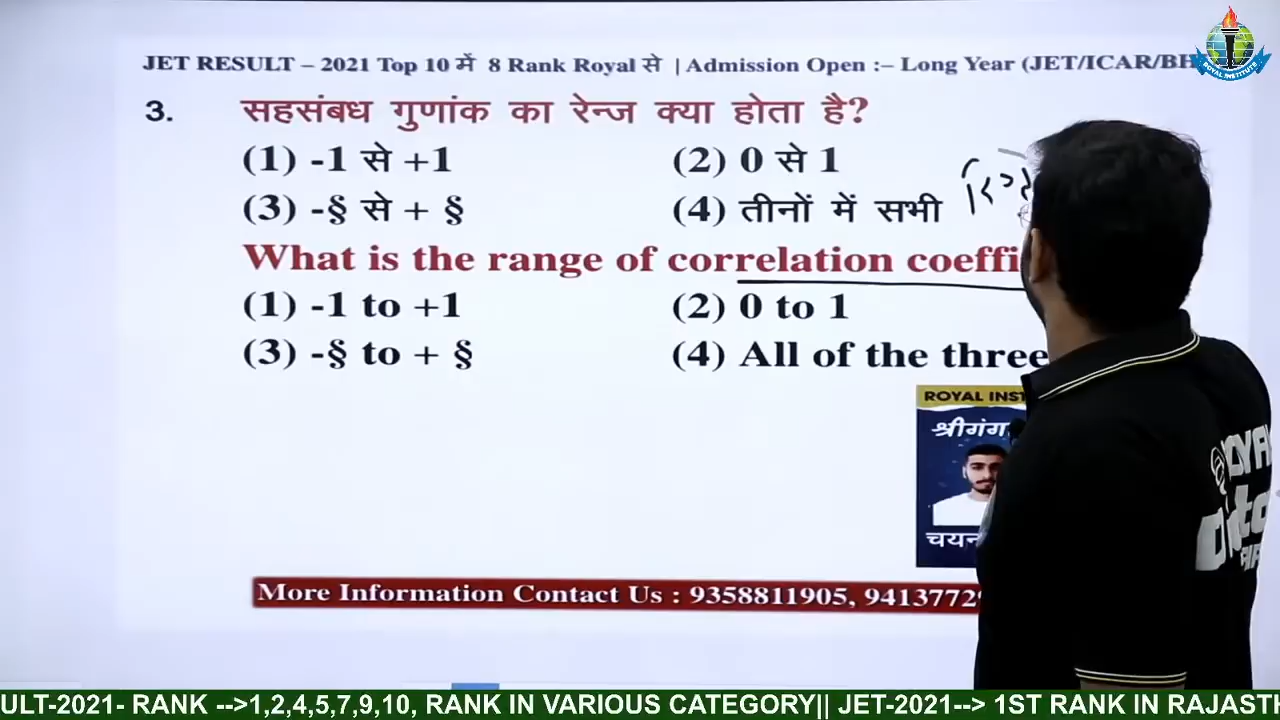 JET RESULT – 2021 Top 10 में 8 Rank Royal से | Admission Open :– Long Year (JET/ICAR/BH
ROYAL INSTITUTE
3. सहसंबध गुणांक का रेन्ज क्या होता है?
(1) -1 से +1 (2) 0 से 1
(3) -§ से + § (4) तीनों में सभी
What is the range of correlation coeffi
(1) -1 to +1 (2) 0 to 1
(3) -§ to + § (4) All of the three
ROYAL INST
श्रीगंग
चयन
More Information Contact Us : 9358811905, 94137729
ULT-2021- RANK -->1,2,4,5,7,9,10, RANK IN VARIOUS CATEGORY|| JET-2021--> 1ST RANK IN RAJASTH